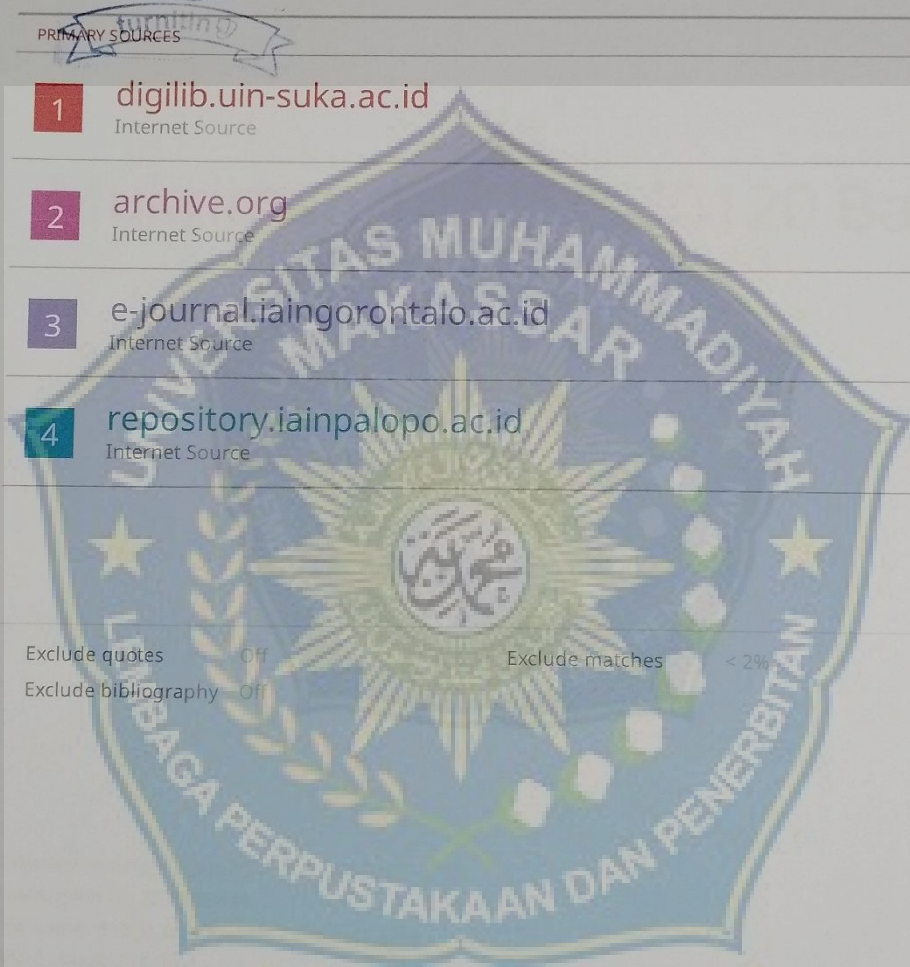 turnitin
PRIMARY SOURCES
1
digilib.uin-suka.ac.id
Internet Source
2
archive.org
Internet Source
3
e-journal.iaingorontalo.ac.id
Internet Source
4
repository.iainpalopo.ac.id
Internet Source
UNIVERSITAS MUHAMMADIYAH
MAKASSAR
محمدية
Exclude quotes Off
Exclude matches < 2%
Exclude bibliography Off
LEMBAGA PERPUSTAKAAN DAN PENERBITAN